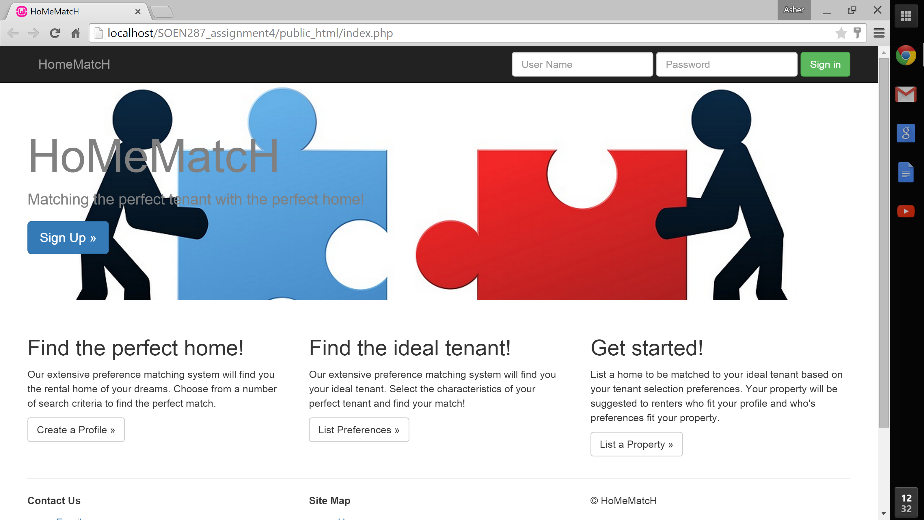 HoMeMatcH
Asher
localhost/SOEN287_assignment4/public_html/index.php
HomeMatcH
User Name
Password
Sign in
HoMeMatcH
Matching the perfect tenant with the perfect home!
Sign Up »
Find the perfect home!
Our extensive preference matching system will find you
the rental home of your dreams. Choose from a number
of search criteria to find the perfect match.
Create a Profile »
Find the ideal tenant!
Our extensive preference matching system will find you
your ideal tenant. Select the characteristics of your
perfect tenant and find your match!
List Preferences »
Get started!
List a home to be matched to your ideal tenant based on
your tenant selection preferences. Your property will be
suggested to renters who fit your profile and who's
preferences fit your property.
List a Property »
Contact Us
Site Map
© HoMeMatcH
8
12
32